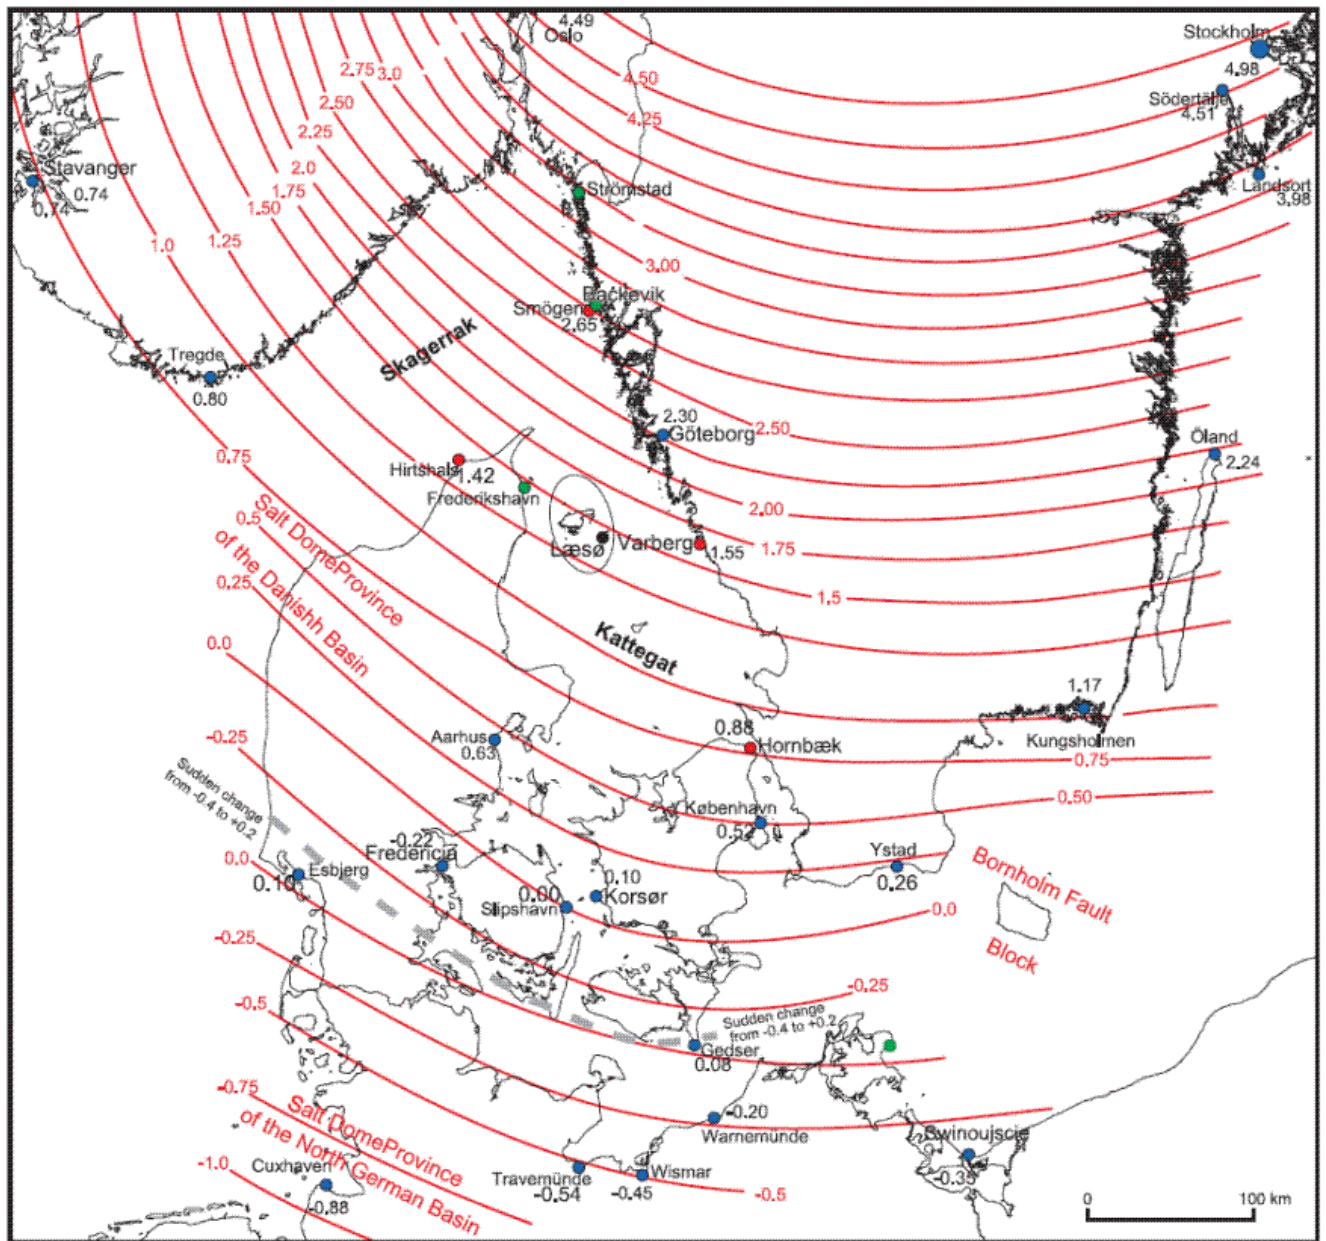 4.49
Oslo
Stockholm
4.98
Södertälje
4.51
Landsort
3.98
2.75
3.0
4.50
2.50
4.25
2.25
2.0
1.75
1.50
1.25
1.0
Stavanger
0.74
0.74
Strömstad
3.00
Backevik
Smögen
2.65
Skagerrak
Tregde
0.80
2.30
Göteborg
2.50
Öland
2.24
0.75
Hirtshals
1.42
Frederikshavn
2.00
Salt DomeProvince
of the Danishh Basin
0.5
0.25
Læsø
Varberg
1.55
1.75
1.5
0.0
Kattegat
1.17
Kungsholmen
0.88
Hornbæk
0.75
-0.25
Aarhus
0.63
0.50
Sudden change
from -0.4 to +0.2
København
0.52
-0.22
Fredericia
Ystad
0.26
0.0
Esbjerg
0.10
0.10
Korsør
0.00
Slipshavn
0.0
Bornholm Fault
Block
-0.25
-0.25
-0.5
Sudden change
from -0.4 to +0.2
Gedser
0.08
-0.75
Salt DomeProvince
of the North German Basin
-0.20
Warnemünde
Swinoujscie
-0.35
-1.0
Cuxhaven
-0.88
Travemünde
-0.54
Wismar
-0.45
-0.5
0 100 km